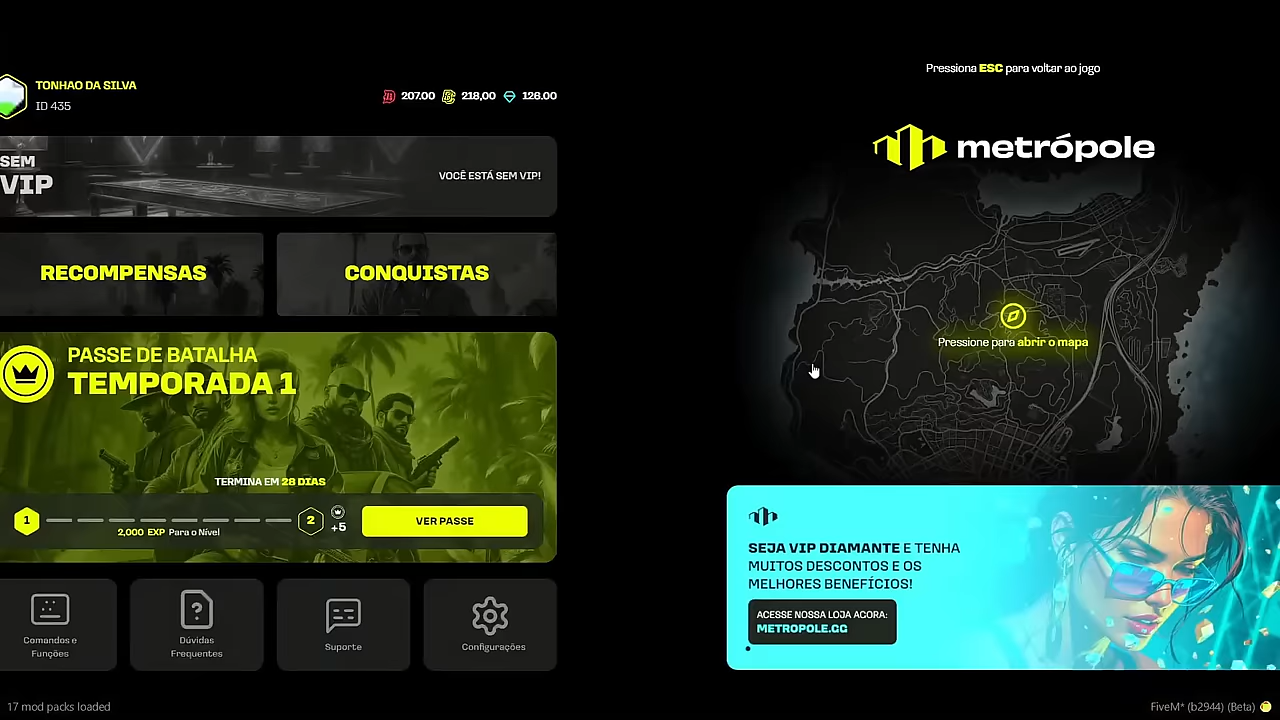 Pressiona ESC para voltar ao jogo
TONHAO DA SILVA
ID 435
207.00 218,00 128.00
metrópole
SEM
VIP
VOCÊ ESTÁ SEM VIP!
RECOMPENSAS
CONQUISTAS
Pressione para abrir o mapa
PASSE DE BATALHA
TEMPORADA 1
TERMINA EM 28 DIAS
1
2,000 EXP Para o Nível
2
+5
VER PASSE
SEJA VIP DIAMANTE E TENHA
MUITOS DESCONTOS E OS
MELHORES BENEFÍCIOS!
ACESSE NOSSA LOJA AGORA:
METROPOLE.GG
Comandos e
Funções
Dúvidas
Frequentes
Suporte
Configurações
17 mod packs loaded
FiveM* (b2944) (Beta)